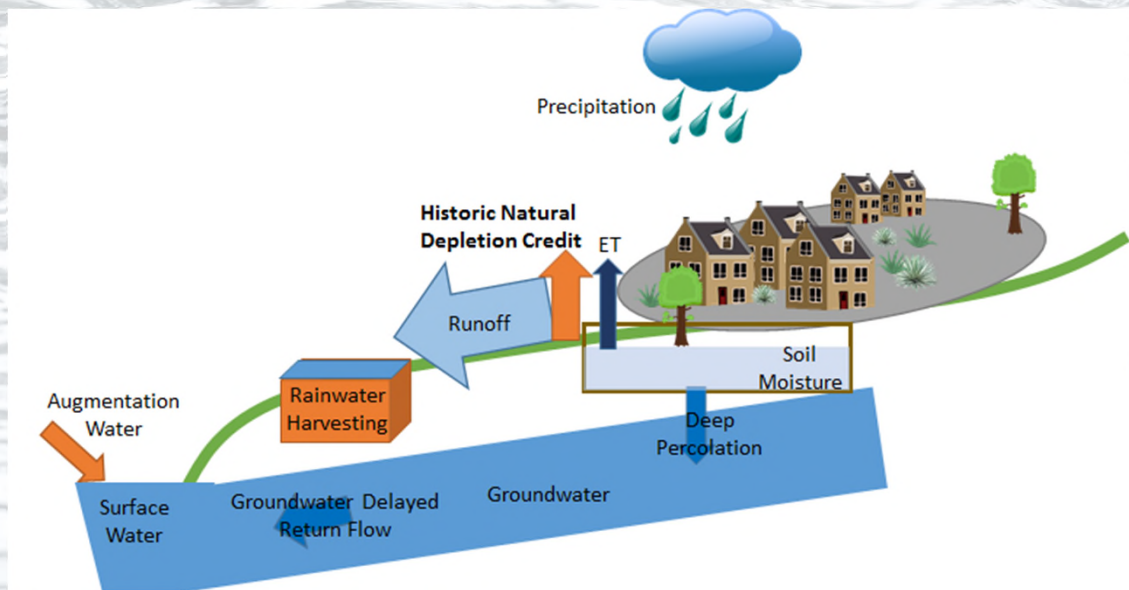 Precipitation
Historic Natural
Depletion Credit
ET
Runoff
Soil
Moisture
Rainwater
Harvesting
Augmentation
Water
Deep
Percolation
Surface
Water
Groundwater Delayed
Return Flow
Groundwater